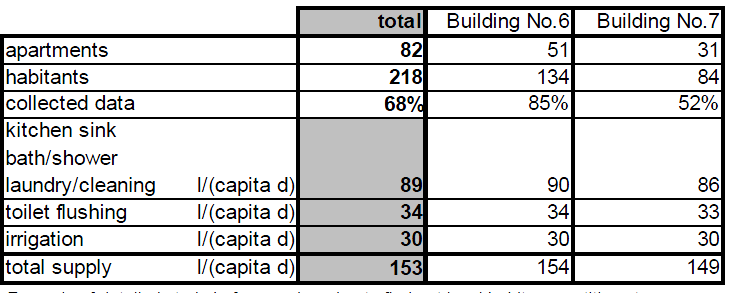 total Building No.6 Building No.7
apartments 82 51 31
habitants 218 134 84
collected data 68% 85% 52%
kitchen sink
bath/shower
laundry/cleaning l/(capita d) 89 90 86
toilet flushing l/(capita d) 34 34 33
irrigation l/(capita d) 30 30 30
total supply l/(capita d) 153 154 149